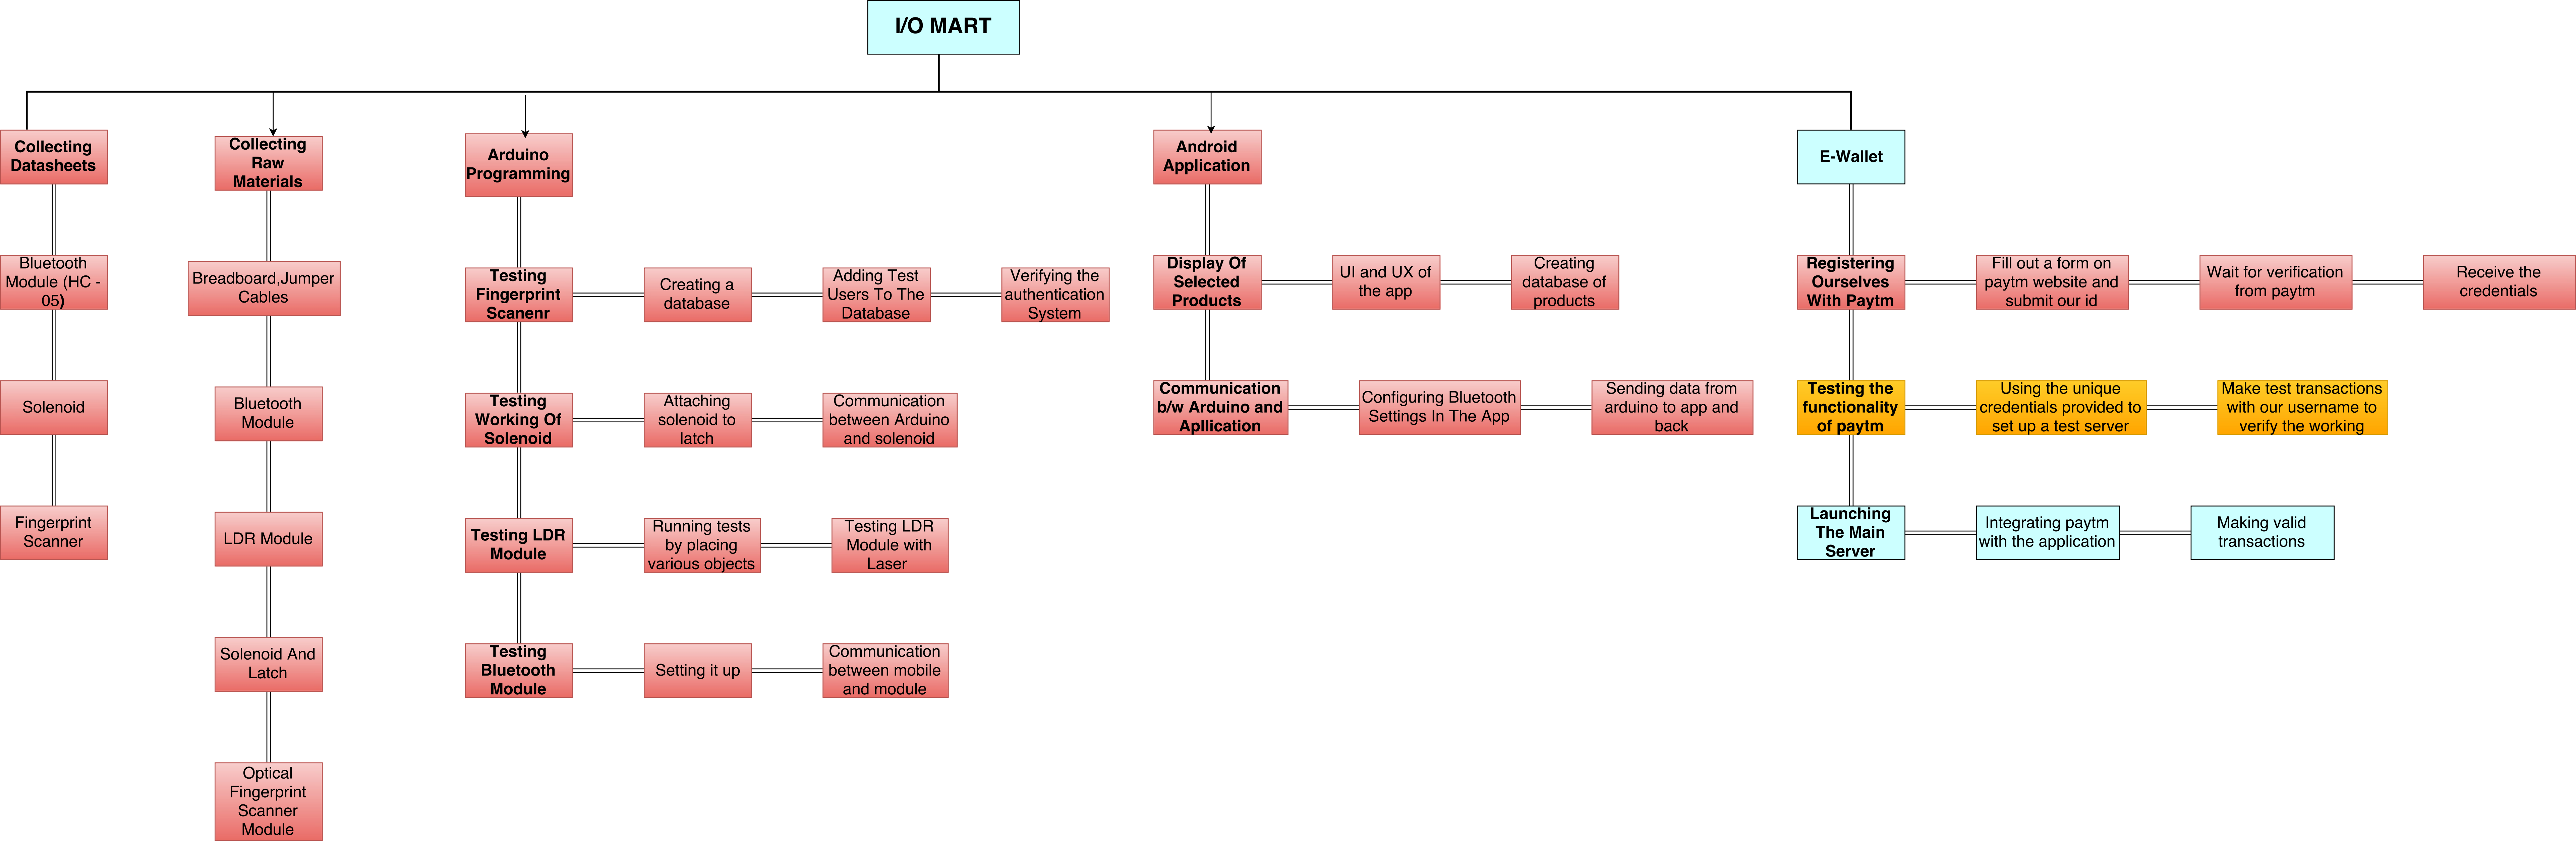 I/O MART
Collecting
Datasheets
Bluetooth
Module (HC -
05)
Solenoid
Fingerprint
Scanner
Collecting
Raw
Materials
Breadboard,Jumper
Cables
Bluetooth
Module
LDR Module
Solenoid And
Latch
Optical
Fingerprint
Scanner
Module
Arduino
Programming
Testing
Fingerprint
Scanenr
Creating a
database
Adding Test
Users To The
Database
Verifying the
authentication
System
Testing
Working Of
Solenoid
Attaching
solenoid to
latch
Communication
between Arduino
and solenoid
Testing LDR
Module
Running tests
by placing
various objects
Testing LDR
Module with
Laser
Testing
Bluetooth
Module
Setting it up
Communication
between mobile
and module
Android
Application
Display Of
Selected
Products
UI and UX of
the app
Creating
database of
products
Communication
b/w Arduino and
Apllication
Configuring Bluetooth
Settings In The App
Sending data from
arduino to app and
back
E-Wallet
Registering
Ourselves
With Paytm
Fill out a form on
paytm website and
submit our id
Wait for verification
from paytm
Receive the
credentials
Testing the
functionality
of paytm
Using the unique
credentials provided to
set up a test server
Make test transactions
with our username to
verify the working
Launching
The Main
Server
Integrating paytm
with the application
Making valid
transactions